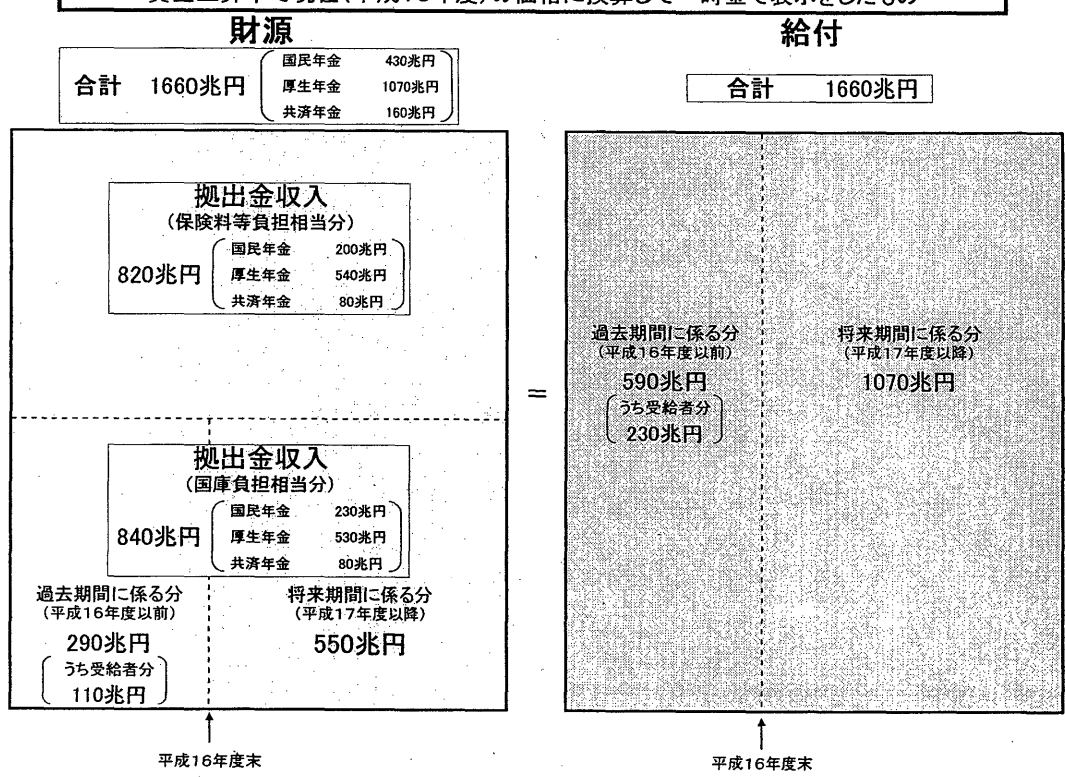 財源
合計 1660兆円
国民年金 430兆円
厚生年金 1070兆円
共済年金 160兆円
拠出金収入
(保険料等負担相当分)
820兆円
国民年金 200兆円
厚生年金 540兆円
共済年金 80兆円
拠出金収入
(国庫負担相当分)
840兆円
国民年金 230兆円
厚生年金 530兆円
共済年金 80兆円
過去期間に係る分
(平成16年度以前)
290兆円
うち受給者分
110兆円
将来期間に係る分
(平成17年度以降)
550兆円
平成16年度末
=
給付
合計 1660兆円
過去期間に係る分
(平成16年度以前)
590兆円
うち受給者分
230兆円
将来期間に係る分
(平成17年度以降)
1070兆円
平成16年度末